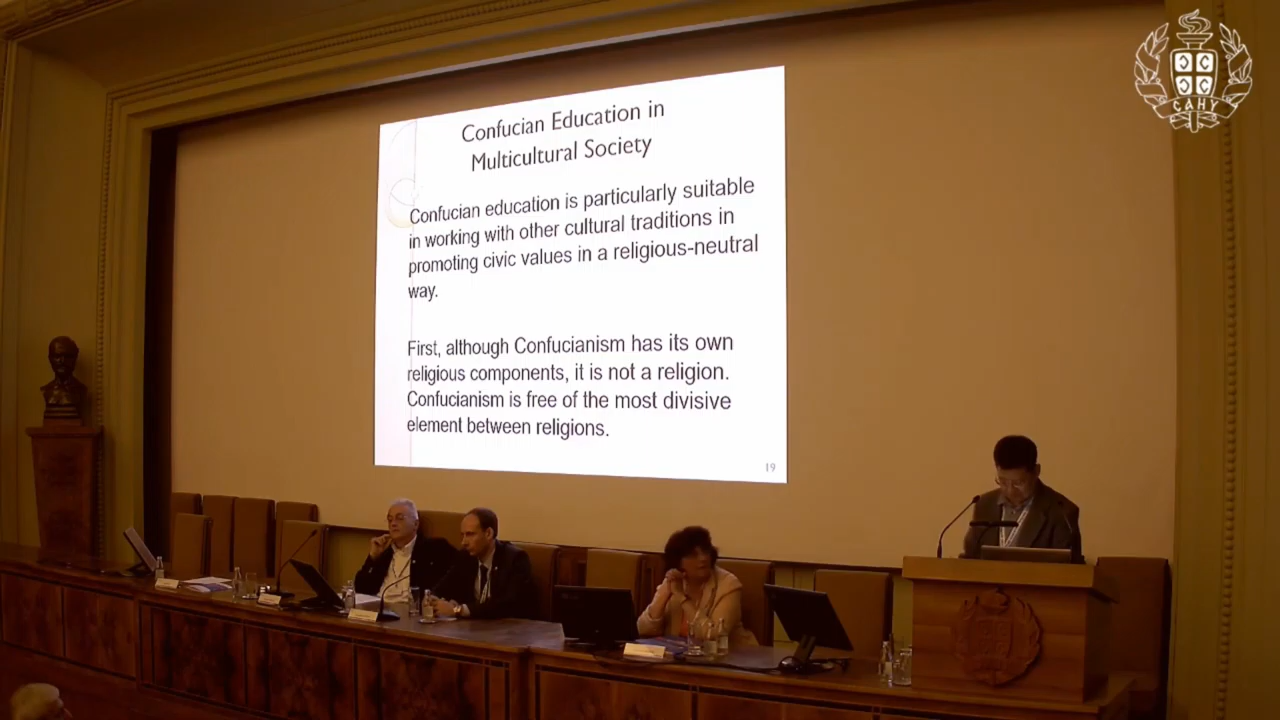 Confucian Education in
Multicultural Society
Confucian education is particularly suitable
in working with other cultural traditions in
promoting civic values in a religious-neutral
way.
First, although Confucianism has its own
religious components, it is not a religion.
Confucianism is free of the most divisive
element between religions.
19
САНУ